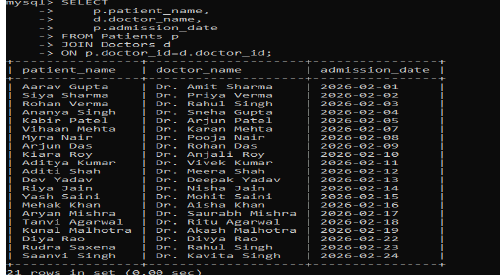 mysql> SELECT
    -> p.patient_name,
    -> d.doctor_name,
    -> p.admission_date
    -> FROM Patients p
    -> JOIN Doctors d
    -> ON p.doctor_id=d.doctor_id;
| patient_name | doctor_name | admission_date |
| Aarav Gupta | Dr. Amit Sharma | 2026-02-01 |
| Siya Sharma | Dr. Priya Verma | 2026-02-02 |
| Rohan Verma | Dr. Rahul Singh | 2026-02-03 |
| Ananya Singh | Dr. Sneha Gupta | 2026-02-04 |
| Kabir Patel | Dr. Arjun Patel | 2026-02-05 |
| Vihaan Mehta | Dr. Karan Mehta | 2026-02-07 |
| Myra Nair | Dr. Pooja Nair | 2026-02-08 |
| Arjun Das | Dr. Rohan Das | 2026-02-09 |
| Kiara Roy | Dr. Anjali Roy | 2026-02-10 |
| Aditya Kumar | Dr. Vivek Kumar | 2026-02-11 |
| Aditi Shah | Dr. Meera Shah | 2026-02-12 |
| Dev Yadav | Dr. Deepak Yadav | 2026-02-13 |
| Riya Jain | Dr. Nisha Jain | 2026-02-14 |
| Yash Saini | Dr. Mohit Saini | 2026-02-15 |
| Mehak Khan | Dr. Aisha Khan | 2026-02-16 |
| Aryan Mishra | Dr. Saurabh Mishra | 2026-02-17 |
| Tanvi Agarwal | Dr. Ritu Agarwal | 2026-02-18 |
| Kunal Malhotra | Dr. Akash Malhotra | 2026-02-19 |
| Diya Rao | Dr. Divya Rao | 2026-02-22 |
| Rudra Saxena | Dr. Rahul Singh | 2026-02-23 |
| Saanvi Singh | Dr. Kavita Singh | 2026-02-24 |
21 rows in set (0.00 sec)